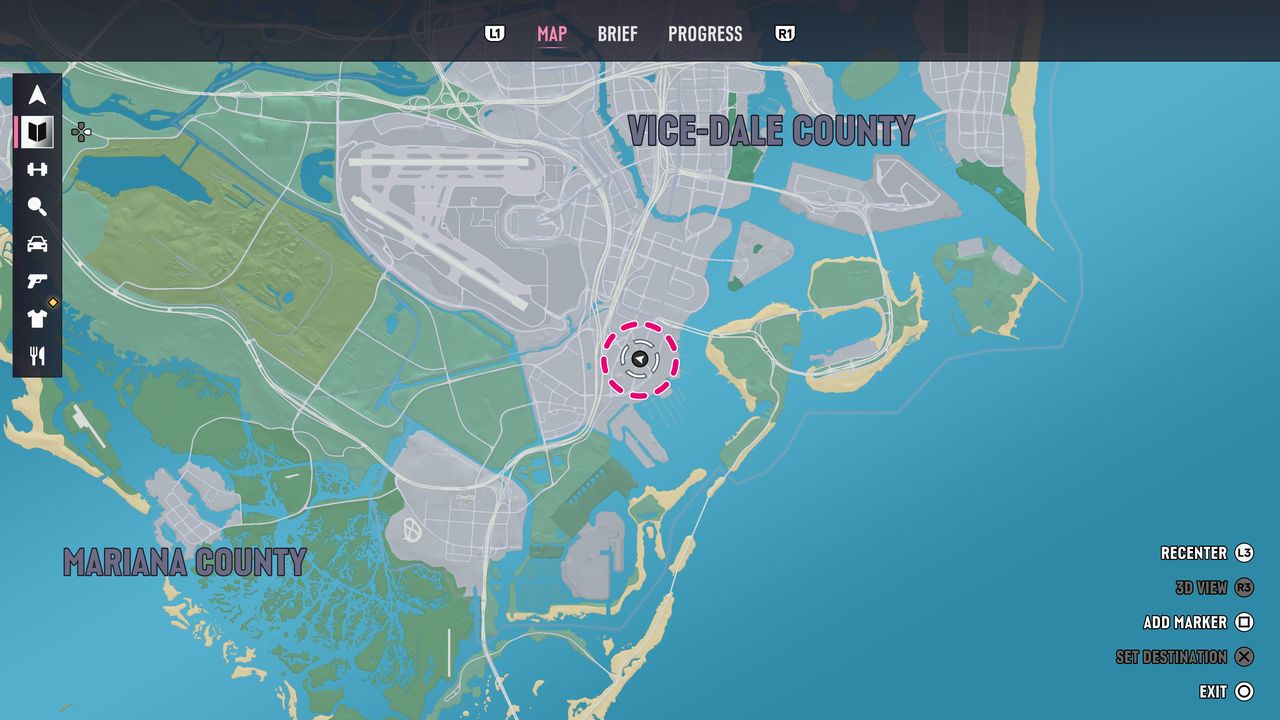 L1 MAP BRIEF PROGRESS R1
VICE-DALE COUNTY
MARIANA COUNTY
RECENTER L3
3D VIEW R3
ADD MARKER
SET DESTINATION
EXIT